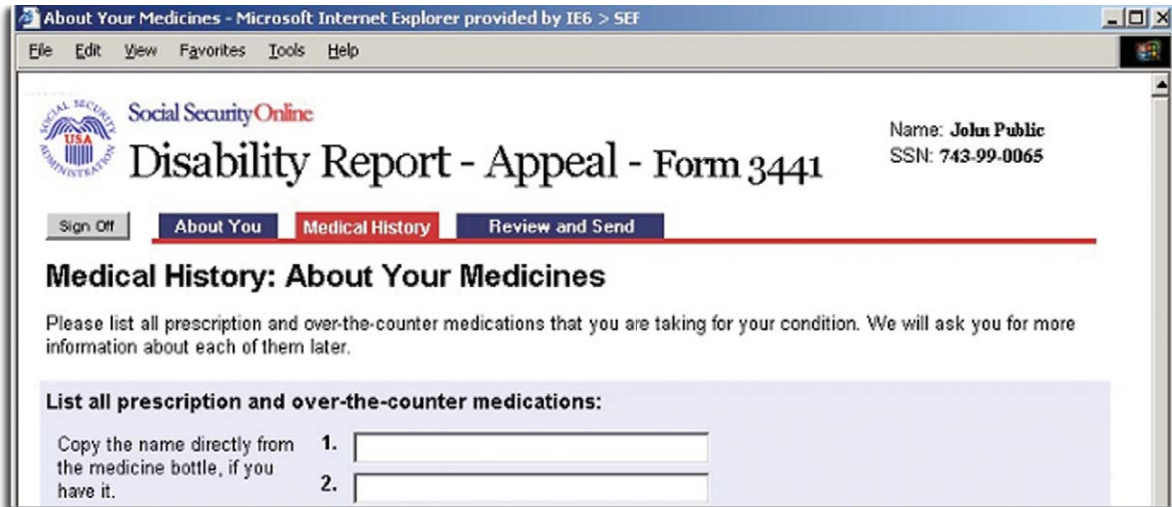 About Your Medicines - Microsoft Internet Explorer provided by IE6 > SEF
File Edit View Favorites Tools Help
SOCIAL SECURITY ADMINISTRATION
USA
Social Security Online
Disability Report - Appeal - Form 3441
Name: John Public
SSN: 743-99-0065
Sign Off About You Medical History Review and Send
Medical History: About Your Medicines
Please list all prescription and over-the-counter medications that you are taking for your condition. We will ask you for more
information about each of them later.
List all prescription and over-the-counter medications:
Copy the name directly from
the medicine bottle, if you
have it.
1.
2.